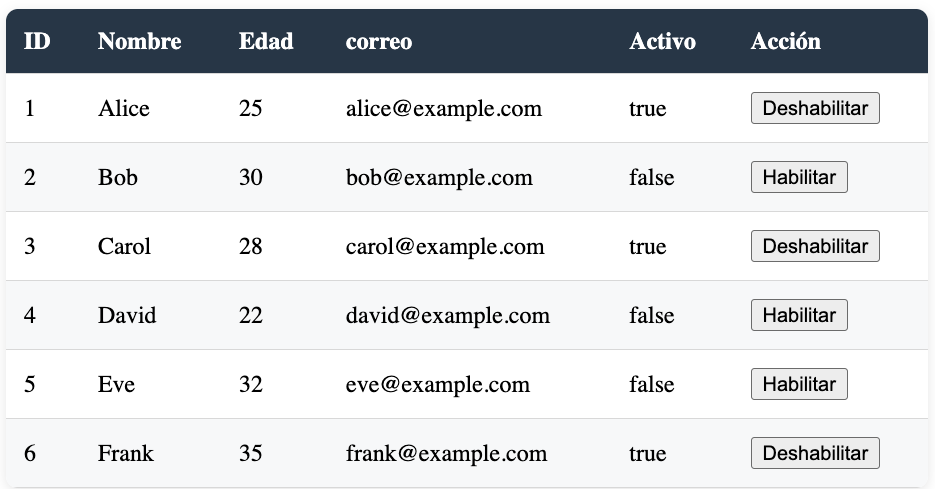 ID Nombre Edad correo Activo Acción
1 Alice 25 alice@example.com true Deshabilitar
2 Bob 30 bob@example.com false Habilitar
3 Carol 28 carol@example.com true Deshabilitar
4 David 22 david@example.com false Habilitar
5 Eve 32 eve@example.com false Habilitar
6 Frank 35 frank@example.com true Deshabilitar